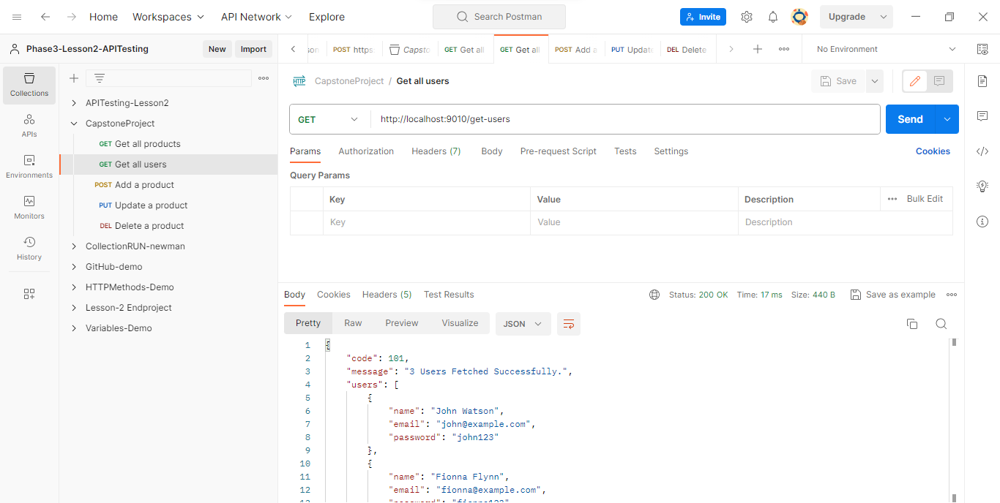 Home Workspaces API Network Explore Search Postman Invite Upgrade
Phase3-Lesson2-APITesting New Import
POST https: Capsto GET Get all GET Get all POST Add a PUT Update DEL Delete No Environment
Collections
APIs
Environments
Monitors
History
APITesting-Lesson2
CapstoneProject
GET Get all products
GET Get all users
POST Add a product
PUT Update a product
DEL Delete a product
CollectionRUN-newman
GitHub-demo
HTTPMethods-Demo
Lesson-2 Endproject
Variables-Demo
HTTP CapstoneProject / Get all users Save
GET http://localhost:9010/get-users Send
Params Authorization Headers (7) Body Pre-request Script Tests Settings Cookies
Query Params
Key Value Description Bulk Edit
Key Value Description
Body Cookies Headers (5) Test Results Status: 200 OK Time: 17 ms Size: 440 B Save as example
Pretty Raw Preview Visualize JSON
1 {
2 "code": 101,
3 "message": "3 Users Fetched Successfully.",
4 "users": [
5 {
6 "name": "John Watson",
7 "email": "john@example.com",
8 "password": "john123"
9 },
10 {
11 "name": "Fionna Flynn",
12 "email": "fionna@example.com",